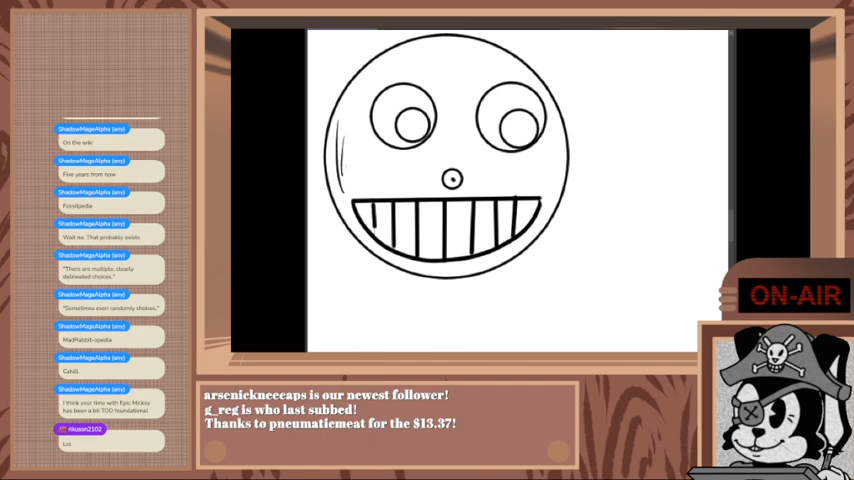 ShadowMageAlpha (any)
On the wiki
ShadowMageAlpha (any)
Five years from now
ShadowMageAlpha (any)
Fossilpedia
ShadowMageAlpha (any)
Wait no. That probably exists
ShadowMageAlpha (any)
"There are multiple, clearly
delineated choices."
ShadowMageAlpha (any)
"Sometimes even randomly choices."
ShadowMageAlpha (any)
MadRabbit-opedia
ShadowMageAlpha (any)
Cahill
ShadowMageAlpha (any)
I think your time with Epic Mickey
has been a bit TOO foundational
rikuson2102
Lol
ON-AIR
arsenickneecaps is our newest follower!
g_reg is who last subbed!
Thanks to pneumatiemeat for the $13.37!